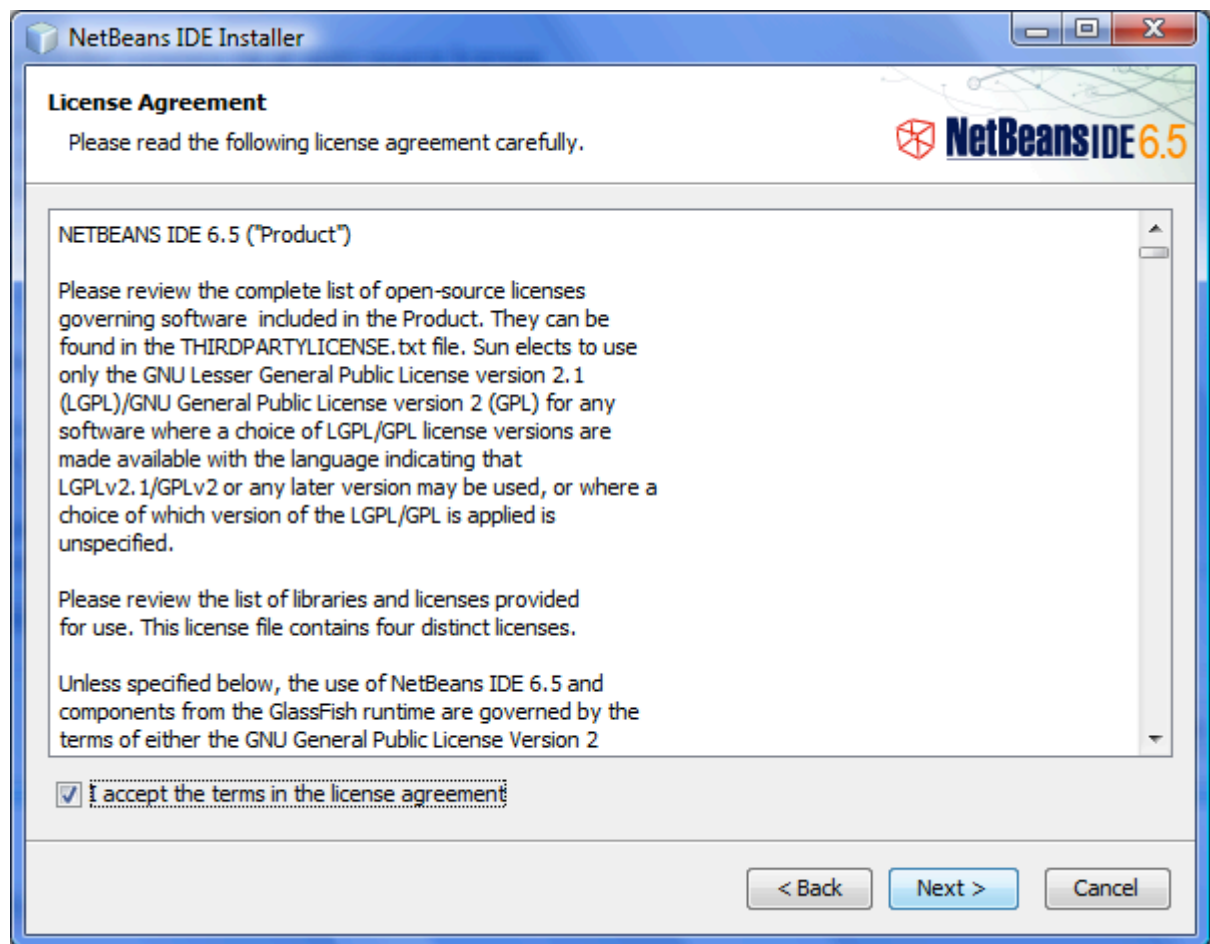 NetBeans IDE Installer
License Agreement
Please read the following license agreement carefully.
NetBeans IDE 6.5
NETBEANS IDE 6.5 ("Product")
Please review the complete list of open-source licenses
governing software  included in the Product. They can be
found in the THIRDPARTYLICENSE.txt file. Sun elects to use
only the GNU Lesser General Public License version 2.1
(LGPL)/GNU General Public License version 2 (GPL) for any
software where a choice of LGPL/GPL license versions are
made available with the language indicating that
LGPLv2.1/GPLv2 or any later version may be used, or where a
choice of which version of the LGPL/GPL is applied is
unspecified.
Please review the list of libraries and licenses provided
for use. This license file contains four distinct licenses.
Unless specified below, the use of NetBeans IDE 6.5 and
components from the GlassFish runtime are governed by the
terms of either the GNU General Public License Version 2
I accept the terms in the license agreement
< Back Next > Cancel